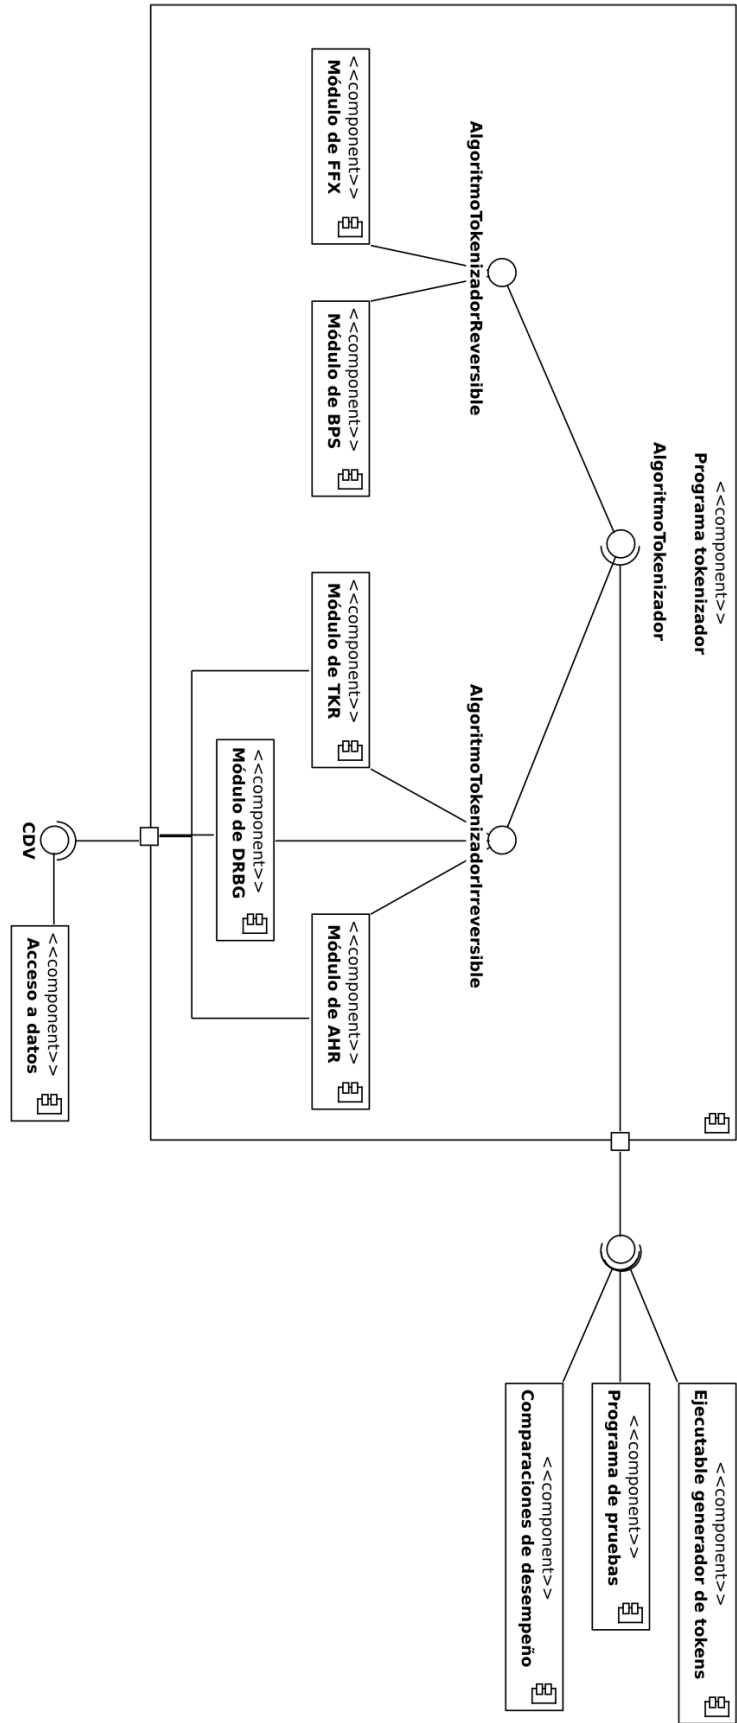 <<component>>
Programa tokenizador
AlgoritmoTokenizador
AlgoritmoTokenizadorReversible
AlgoritmoTokenizadorIrreversible
<<component>>
Módulo de FFX
<<component>>
Módulo de BPS
<<component>>
Módulo de TKR
<<component>>
Módulo de AHR
<<component>>
Módulo de DRBG
CDV
<<component>>
Acceso a datos
<<component>>
Ejecutable generador de tokens
<<component>>
Programa de pruebas
<<component>>
Comparaciones de desempeño